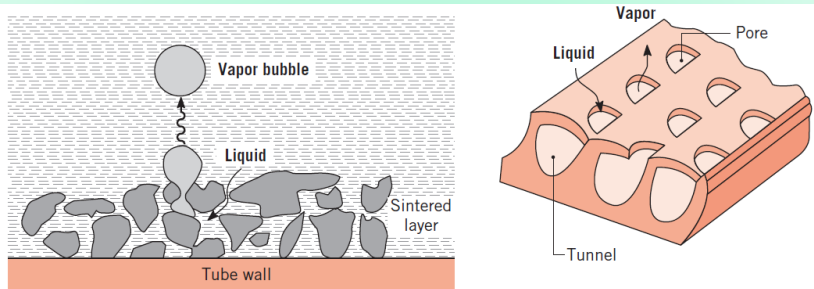 Vapor bubble
Liquid
Sintered
layer
Tube wall
Vapor
Pore
Liquid
Tunnel